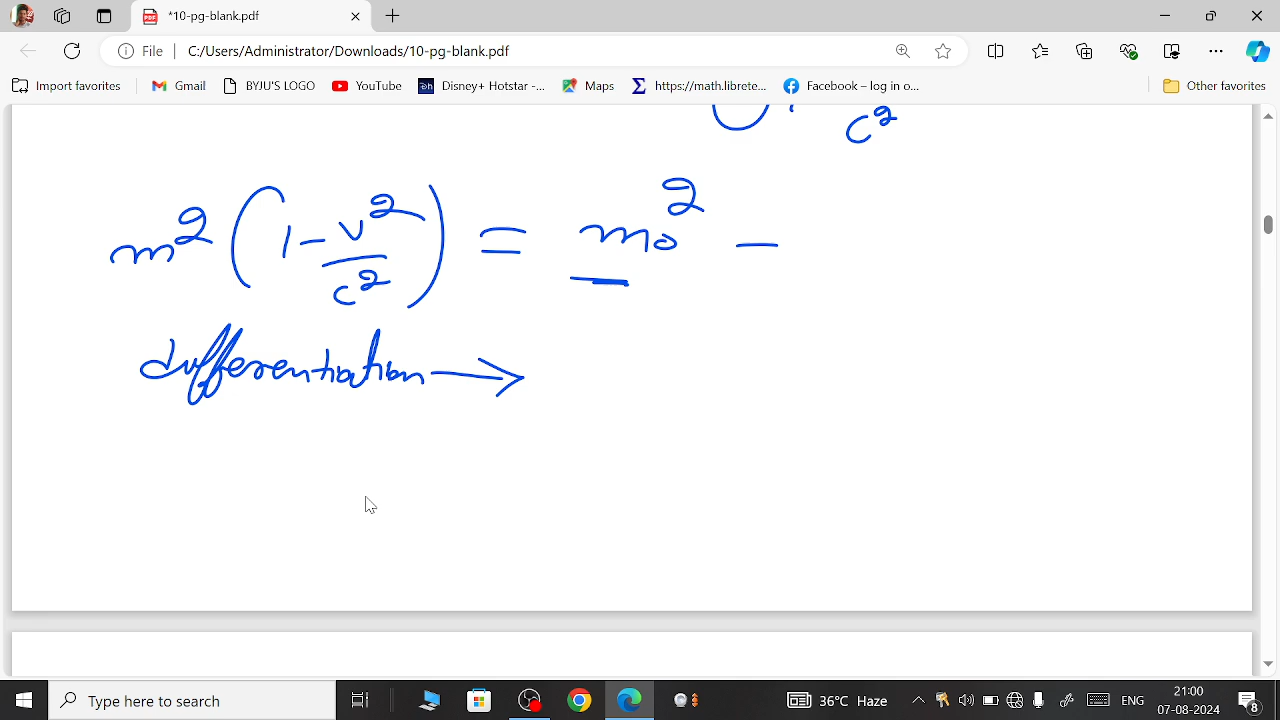 *10-pg-blank.pdf
File C:/Users/Administrator/Downloads/10-pg-blank.pdf
Import favorites Gmail BYJU'S LOGO YouTube Disney+ Hotstar -... Maps https://math.librete... Facebook – log in o... Other favorites
c²
m² (1 - v²/c²) = m₀² —
differentiation →
Type here to search 36°C Haze ENG 21:00
07-08-2024 8